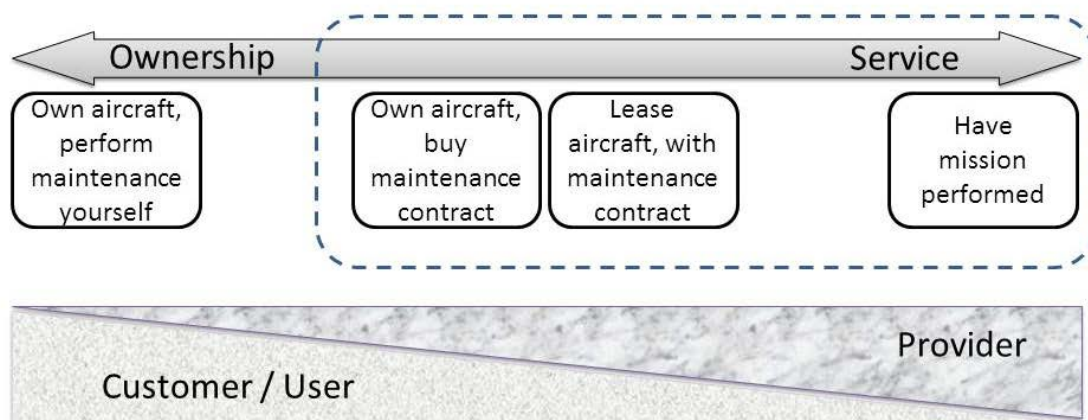 Ownership
Service
Own aircraft,
perform
maintenance
yourself
Own aircraft,
buy
maintenance
contract
Lease
aircraft, with
maintenance
contract
Have
mission
performed
Provider
Customer / User